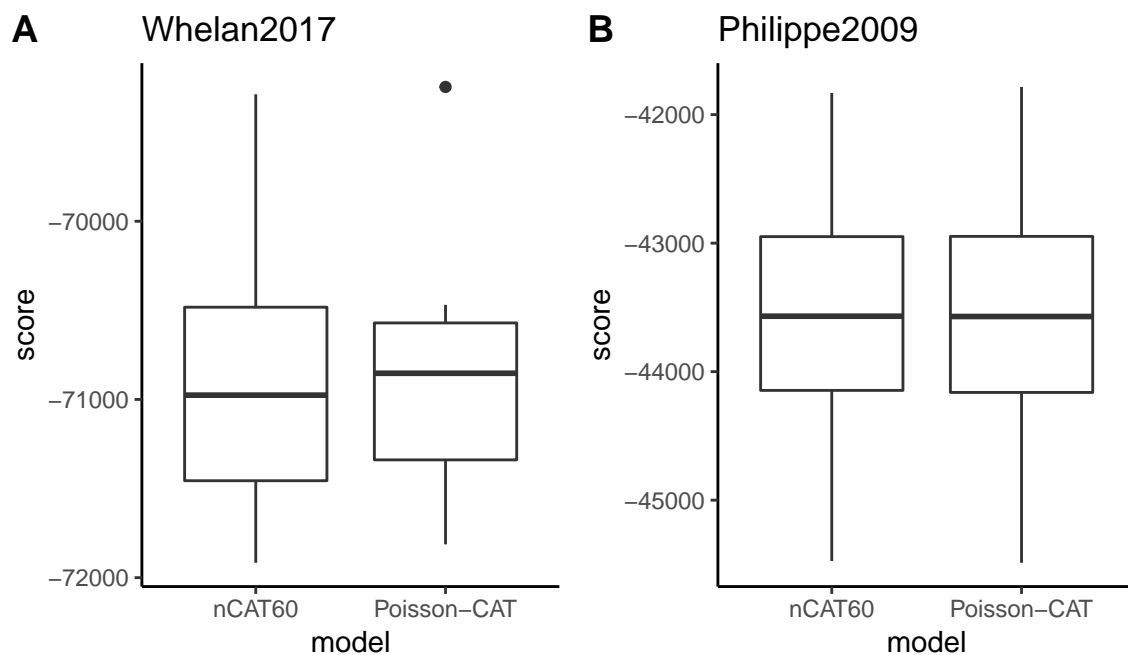 A Whelan2017
−70000
−71000
−72000
score
nCAT60 Poisson−CAT
model
B Philippe2009
−42000
−43000
−44000
−45000
score
nCAT60 Poisson−CAT
model